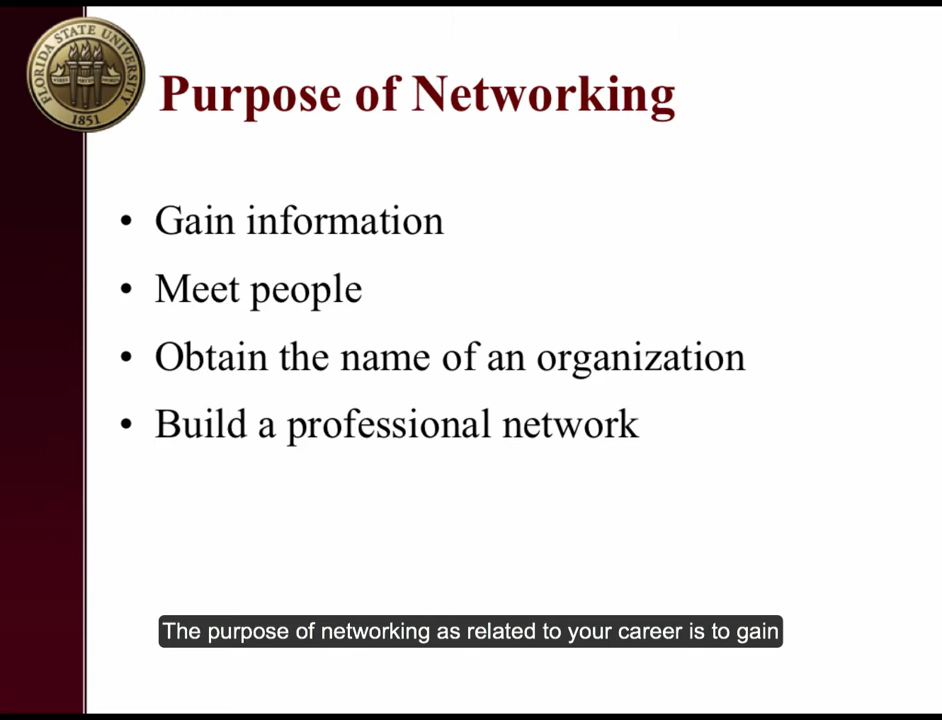 FLORIDA STATE UNIVERSITY
1851
Purpose of Networking
• Gain information
• Meet people
• Obtain the name of an organization
• Build a professional network
The purpose of networking as related to your career is to gain